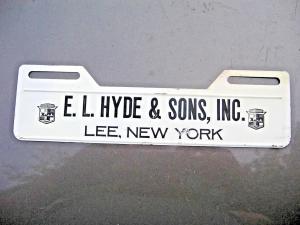 E. L. HYDE & SONS, INC.
LEE, NEW YORK